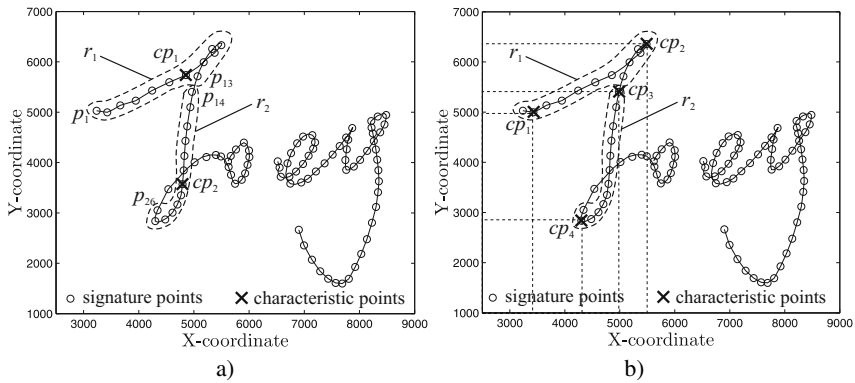 7000
6000
5000
4000
3000
2000
1000
Y-coordinate
r1
cp1
p13
p14
p1
r2
p26
cp2
signature points
characteristic points
3000 4000 5000 6000 7000 8000 9000
X-coordinate
a)
7000
6000
5000
4000
3000
2000
1000
Y-coordinate
r1
cp2
cp3
cp1
r2
cp4
signature points
characteristic points
3000 4000 5000 6000 7000 8000 9000
X-coordinate
b)